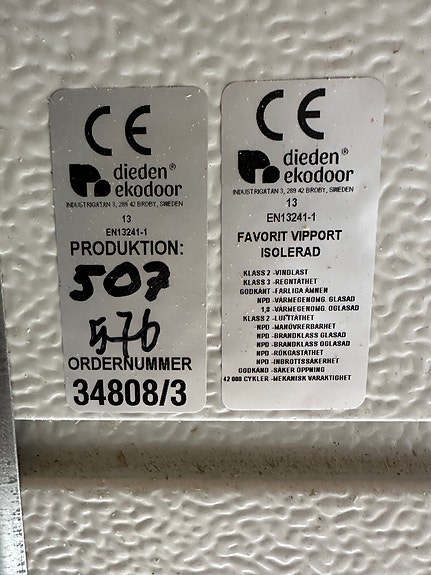 CE
dieden®
ekodoor
INDUSTRIGATAN 3, 289 42 BROBY, SWEDEN
13
EN13241-1
PRODUKTION:
507
576
ORDERNUMMER
34808/3
CE
dieden®
ekodoor
INDUSTRIGATAN 3, 289 42 BROBY, SWEDEN
13
EN13241-1
FAVORIT VIPPORT
ISOLERAD
KLASS 2 -VINDLAST
KLASS 3 -REGNTÄTHET
GODKÄNT -FARLIGA ÄMNEN
NPD -VÄRMEGENOMG. GLASAD
1,0 -VÄRMEGENOMG. OGLASAD
KLASS 2 -LUFTTÄTHET
NPD -MANÖVRERBARHET
NPD -BRANDKLASS GLASAD
NPD -BRANDKLASS OGLASAD
NPD -RÖKGASTÄTHET
NPD -INBROTTSSÄKERHET
GODKÄND -SÄKER ÖPPNING
42 000 CYKLER -MEKANISK VARAKTIGHET